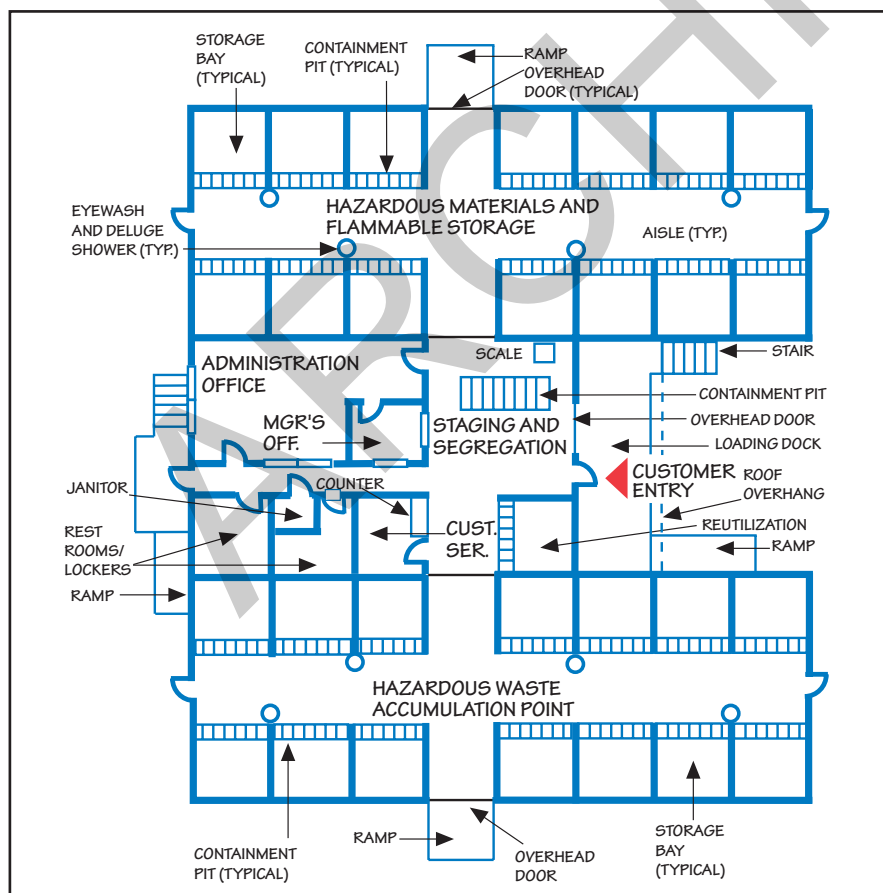 STORAGE
BAY
(TYPICAL)
CONTAINMENT
PIT (TYPICAL)
RAMP
OVERHEAD
DOOR (TYPICAL)
EYEWASH
AND DELUGE
SHOWER (TYP.)
HAZARDOUS MATERIALS AND
FLAMMABLE STORAGE
AISLE (TYP.)
ADMINISTRATION
OFFICE
SCALE
STAIR
CONTAINMENT PIT
MGR'S
OFF.
STAGING AND
SEGREGATION
OVERHEAD DOOR
LOADING DOCK
CUSTOMER
ENTRY
ROOF
OVERHANG
JANITOR
COUNTER
REST
ROOMS/
LOCKERS
CUST.
SER.
REUTILIZATION
RAMP
RAMP
HAZARDOUS WASTE
ACCUMULATION POINT
CONTAINMENT
PIT (TYPICAL)
RAMP
OVERHEAD
DOOR
STORAGE
BAY
(TYPICAL)
ARCHI